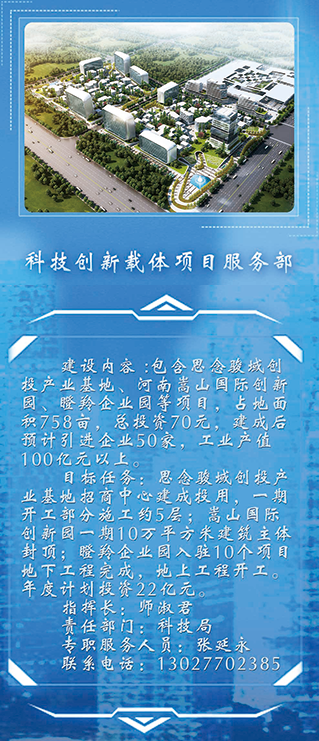 科技创新载体项目服务部
建设内容：包含思念骏域创
投产业基地、河南嵩山国际创新
园、瞪羚企业园等项目，占地面
积758亩，总投资70元，建成后
预计引进企业50家，工业产值
100亿元以上。
目标任务：思念骏域创投产
业基地招商中心建成投用，一期
开工部分施工约5层；嵩山国际
创新园一期10万平方米建筑主体
封顶；瞪羚企业园入驻10个项目
地下工程完成，地上工程开工。
年度计划投资22亿元。
指挥长：师淑君
责任部门：科技局
专职服务人员：张延永
联系电话：13027702385